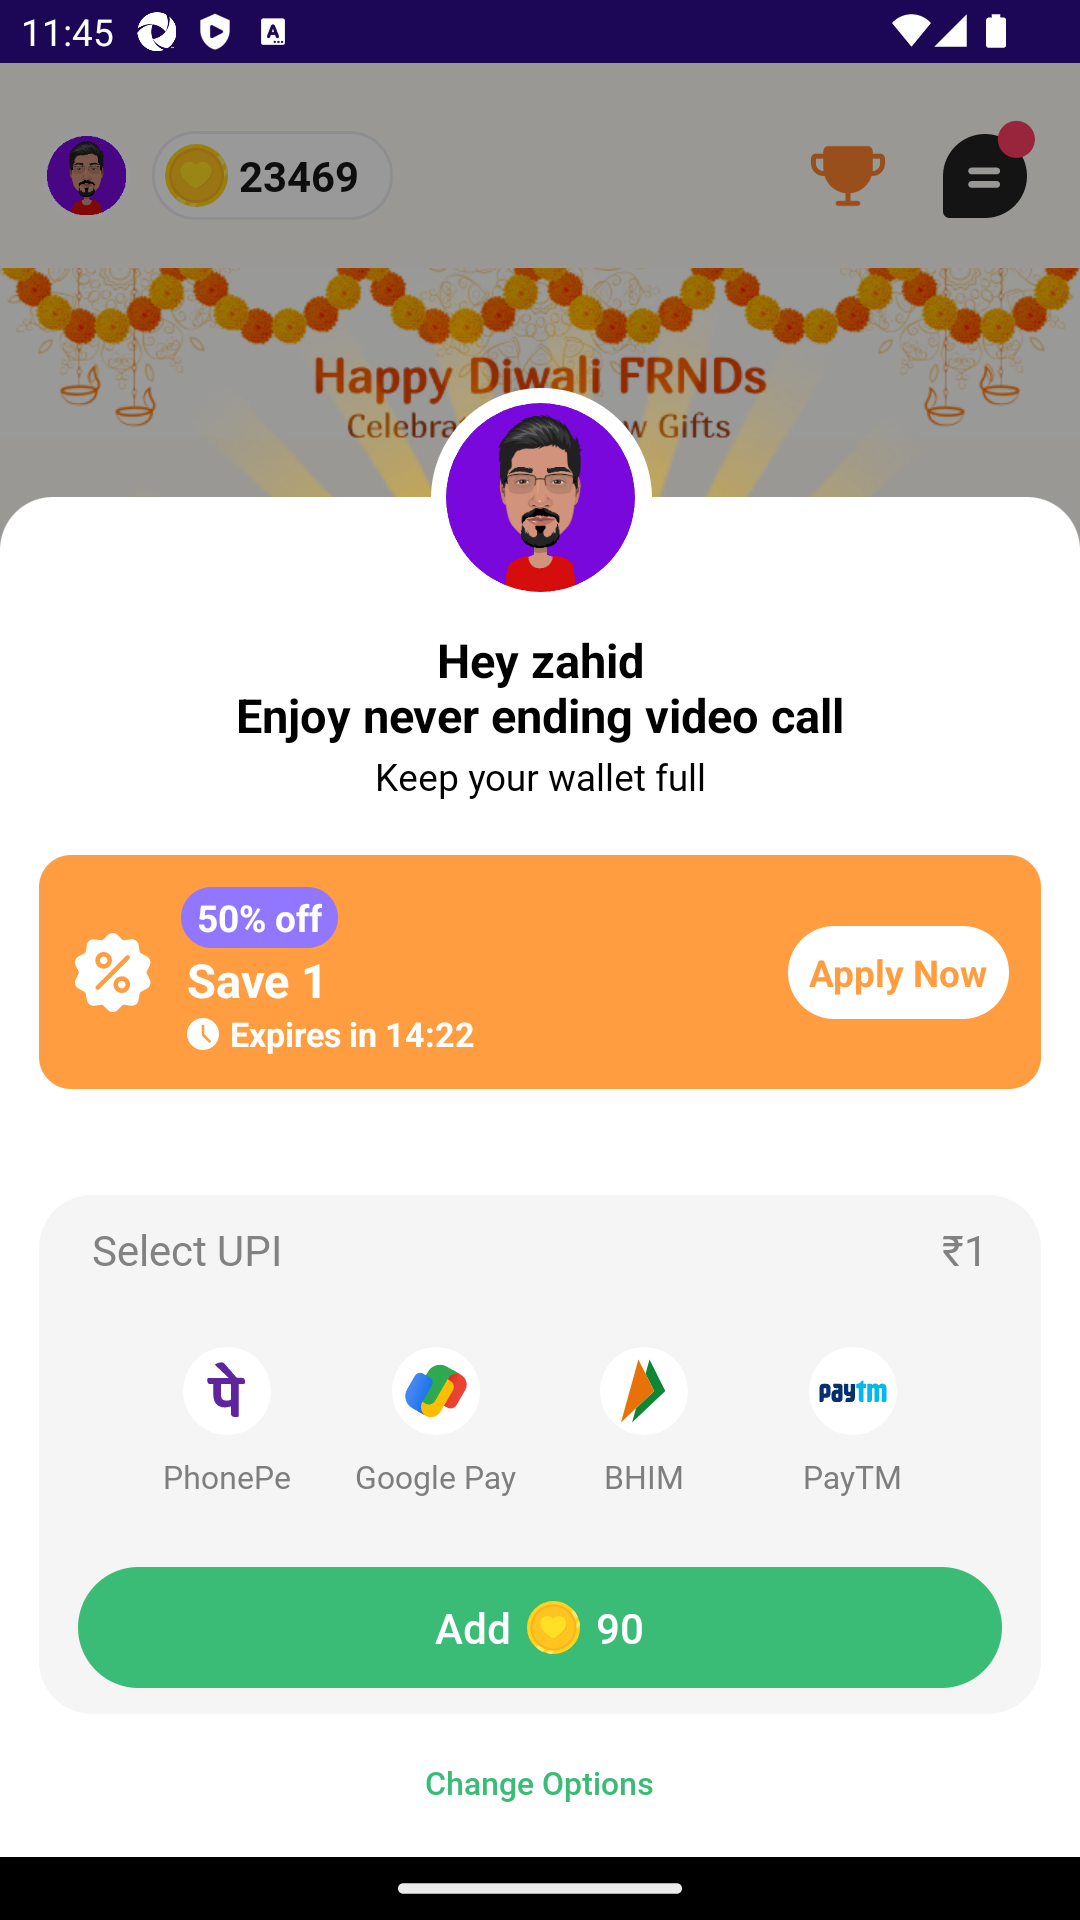 11:45
23469
Happy Diwali FRNDs
w Gifts
Hey zahid
Enjoy never ending video call
Keep your wallet full
50% off
Save 1
Expires in 14:22
Apply Now
Select UPI
₹1
पे
paytm
PhonePe
Google Pay
BHIM
PayTM
Add 90
Change Options